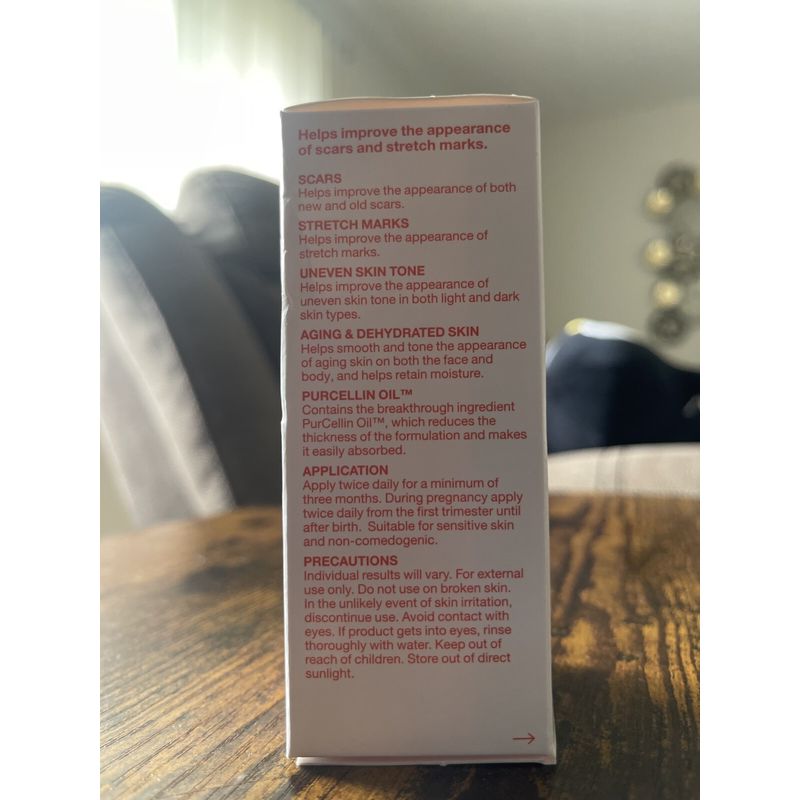 Helps improve the appearance
of scars and stretch marks.
SCARS
Helps improve the appearance of both
new and old scars.
STRETCH MARKS
Helps improve the appearance of
stretch marks.
UNEVEN SKIN TONE
Helps improve the appearance of
uneven skin tone in both light and dark
skin types.
AGING & DEHYDRATED SKIN
Helps smooth and tone the appearance
of aging skin on both the face and
body, and helps retain moisture.
PURCELLIN OIL™
Contains the breakthrough ingredient
PurCellin Oil™, which reduces the
thickness of the formulation and makes
it easily absorbed.
APPLICATION
Apply twice daily for a minimum of
three months. During pregnancy apply
twice daily from the first trimester until
after birth. Suitable for sensitive skin
and non-comedogenic.
PRECAUTIONS
Individual results will vary. For external
use only. Do not use on broken skin.
In the unlikely event of skin irritation,
discontinue use. Avoid contact with
eyes. If product gets into eyes, rinse
thoroughly with water. Keep out of
reach of children. Store out of direct
sunlight.